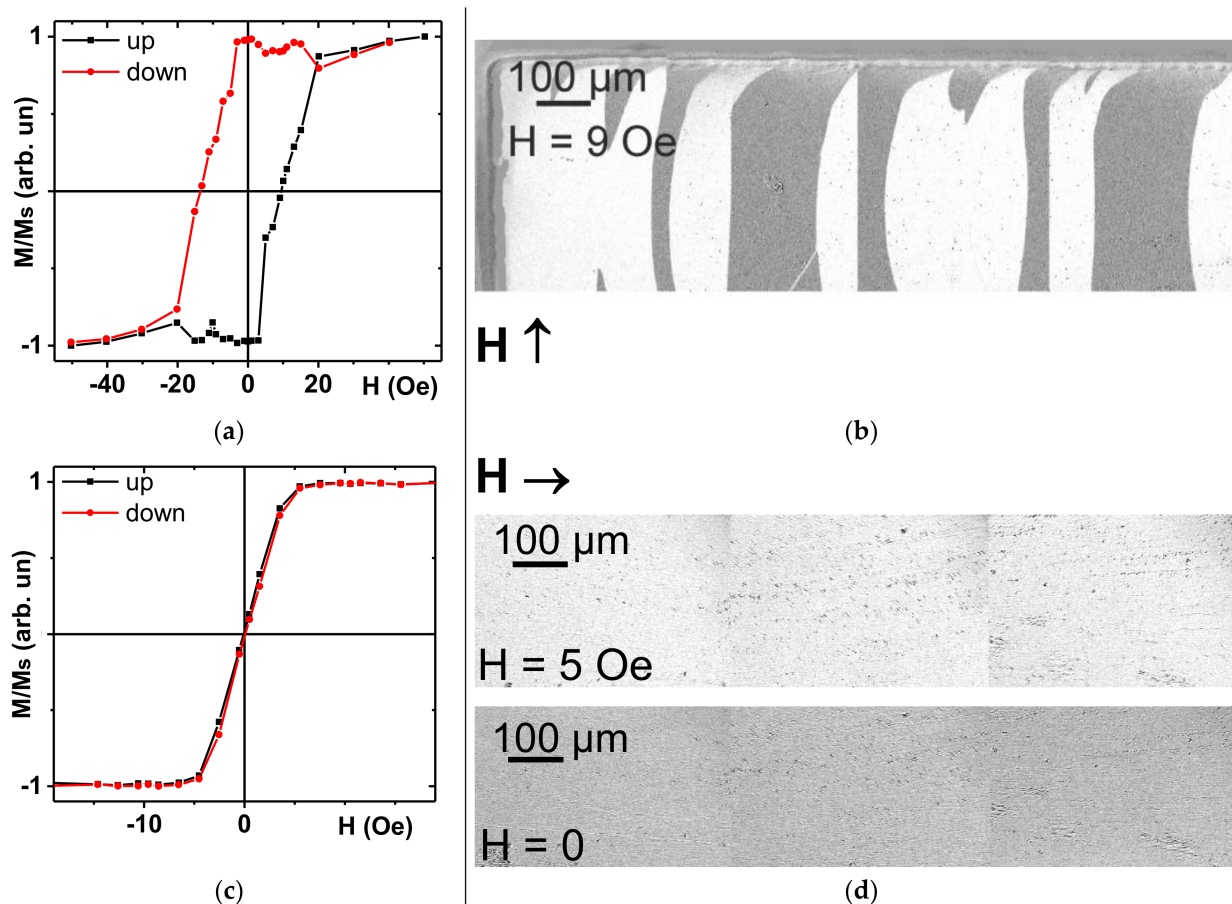 1
up
down
M/Ms (arb. un)
-1
-40 -20 0 20 H (Oe)
(a)
100 µm
H = 9 Oe
H ↑
(b)
1
up
down
M/Ms (arb. un)
-1
-10 0 H (Oe)
(c)
H →
100 µm
H = 5 Oe
100 µm
H = 0
(d)